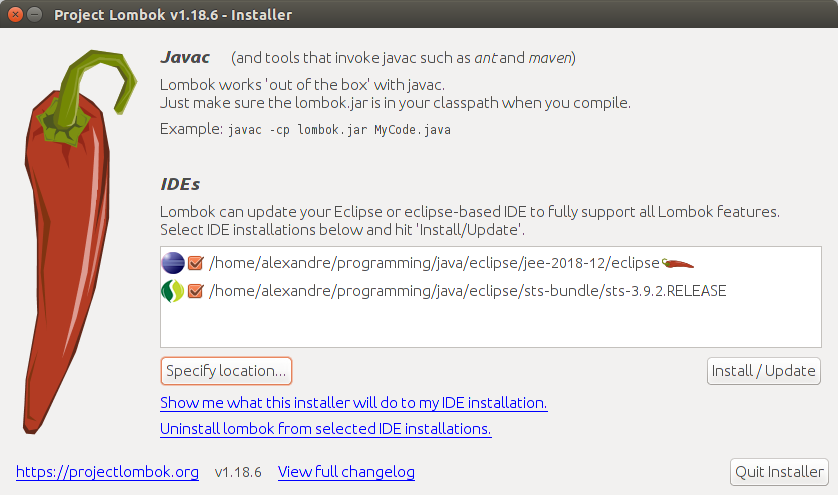 Project Lombok v1.18.6 - Installer
Javac (and tools that invoke javac such as ant and maven)
Lombok works 'out of the box' with javac.
Just make sure the lombok.jar is in your classpath when you compile.
Example: javac -cp lombok.jar MyCode.java
IDEs
Lombok can update your Eclipse or eclipse-based IDE to fully support all Lombok features.
Select IDE installations below and hit 'Install/Update'.
/home/alexandre/programming/java/eclipse/jee-2018-12/eclipse
/home/alexandre/programming/java/eclipse/sts-bundle/sts-3.9.2.RELEASE
Specify location... Install / Update
Show me what this installer will do to my IDE installation.
Uninstall lombok from selected IDE installations.
https://projectlombok.org v1.18.6 View full changelog Quit Installer